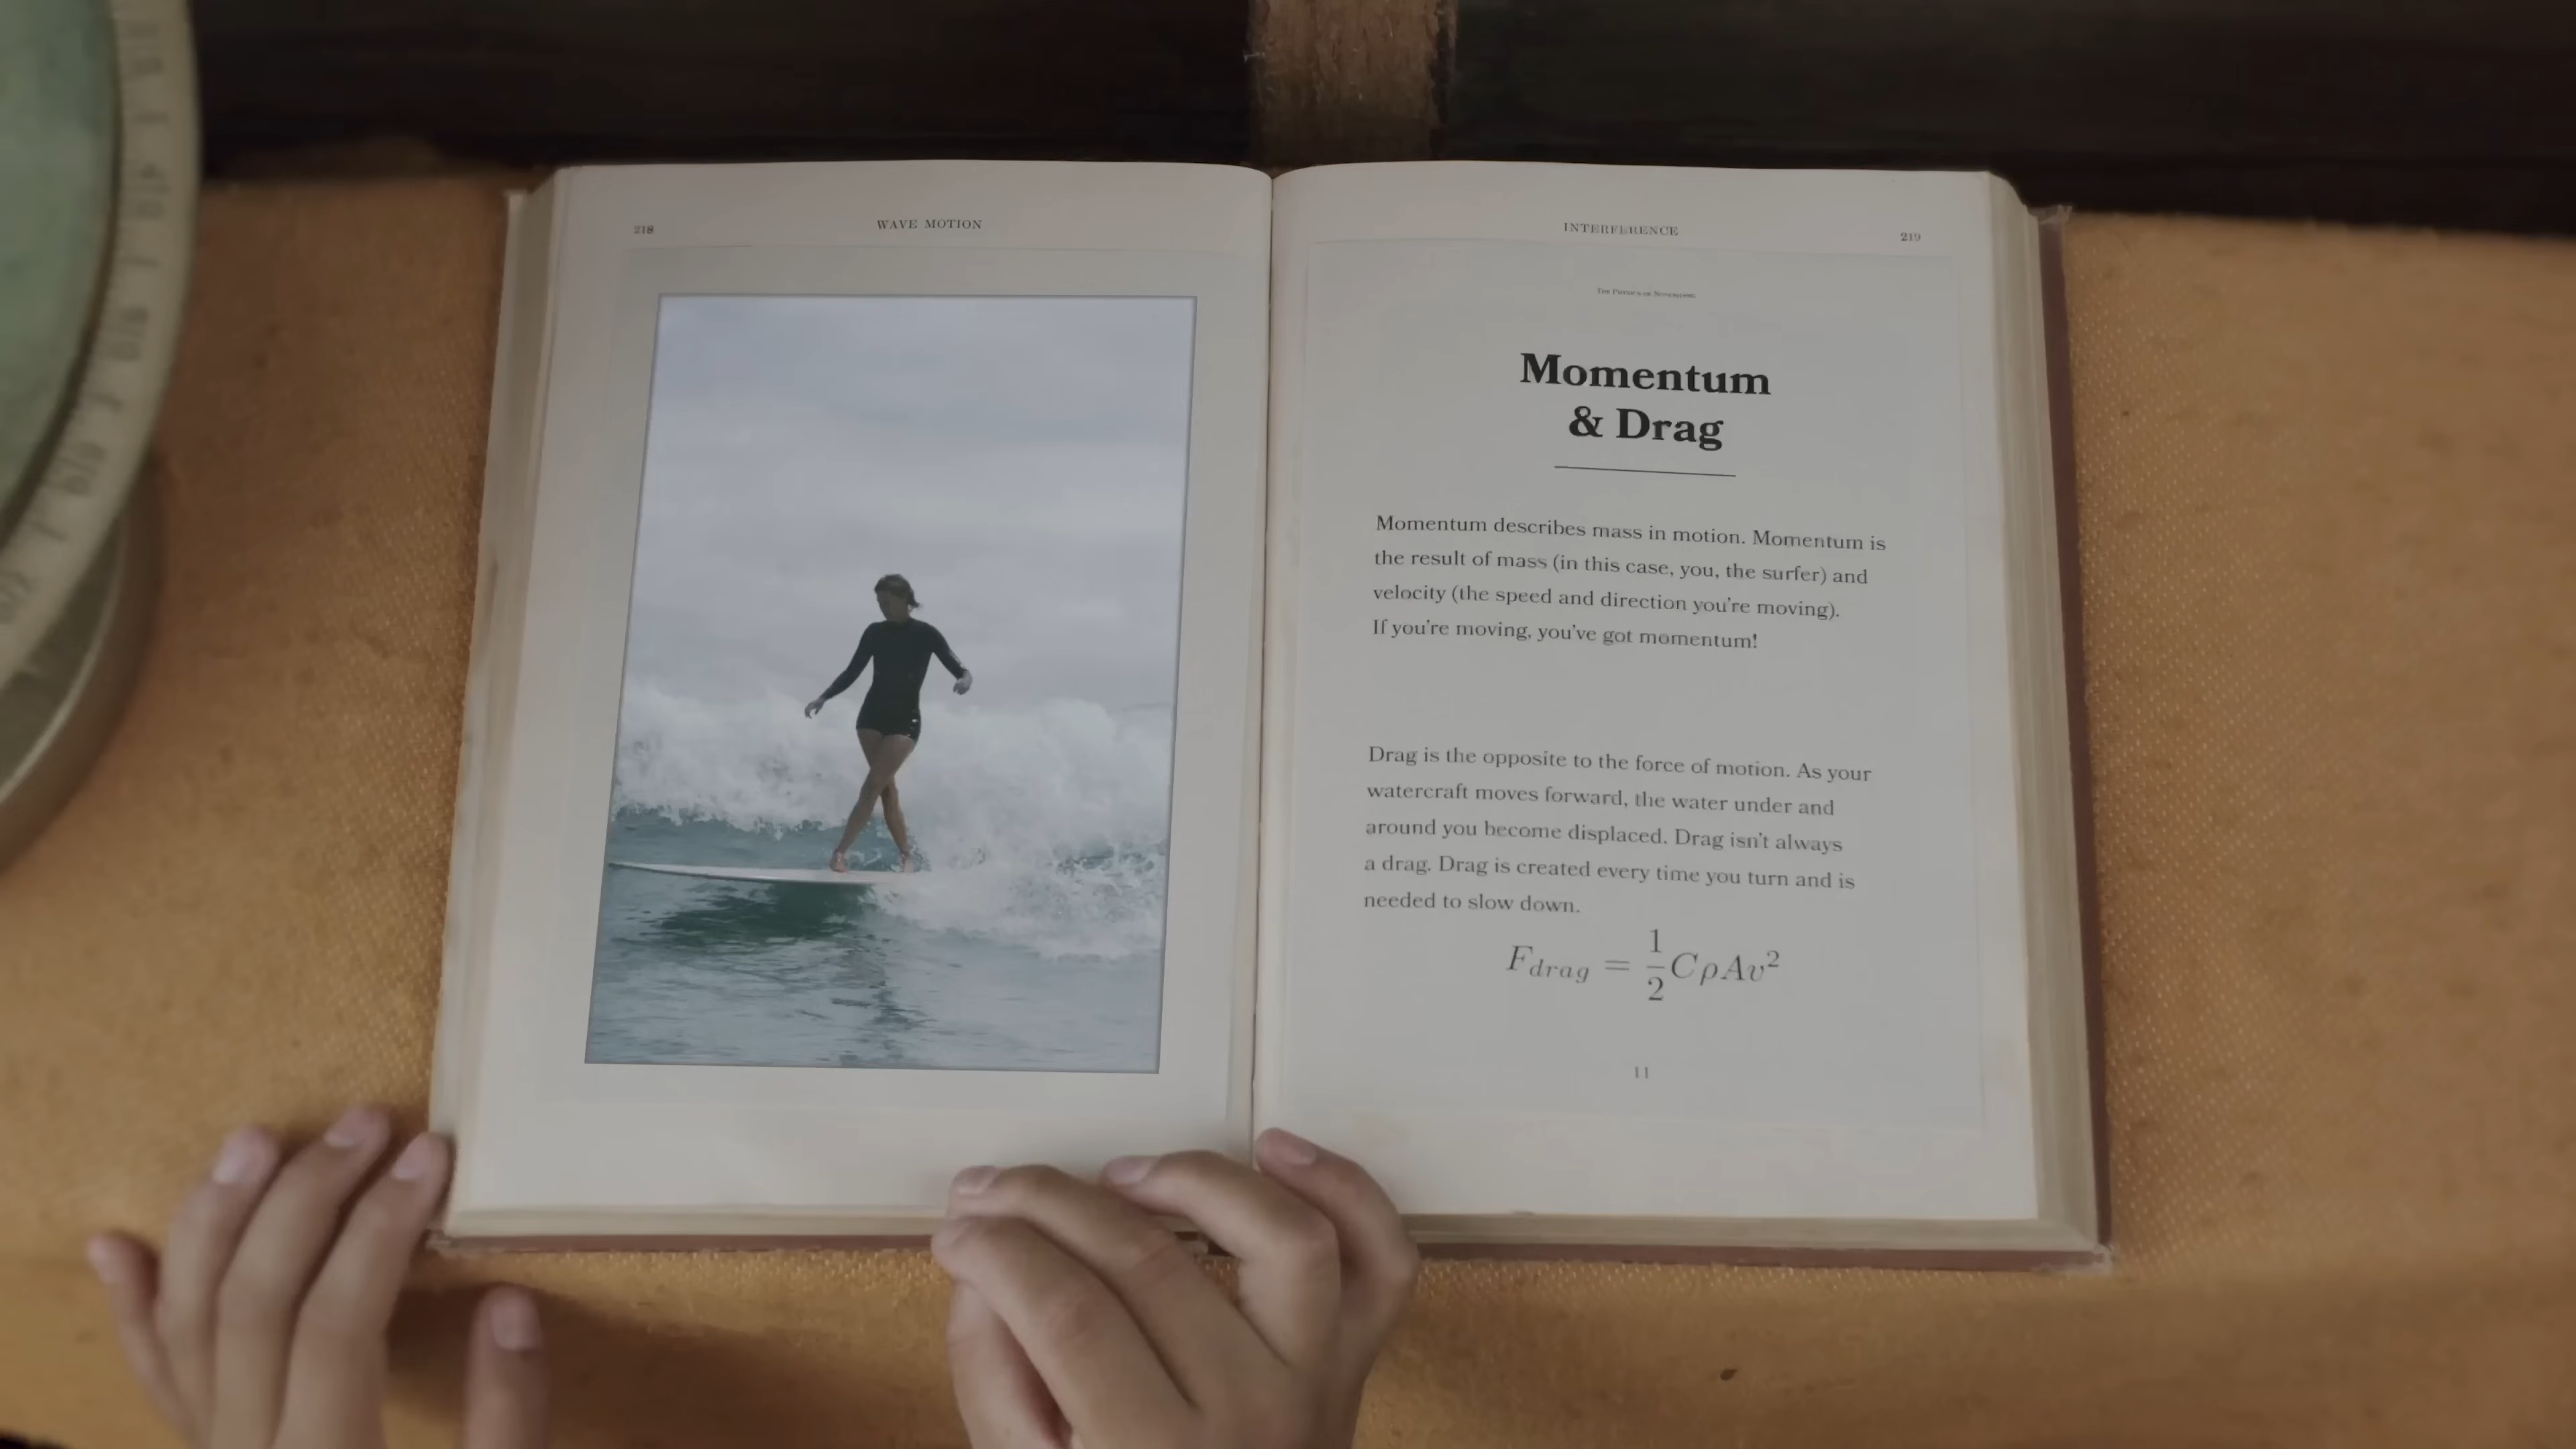 218
WAVE MOTION
INTERFERENCE
219
Momentum
& Drag
Momentum describes mass in motion. Momentum is
the result of mass (in this case, you, the surfer) and
velocity (the speed and direction you're moving).
If you're moving, you've got momentum!
Drag is the opposite to the force of motion. As your
watercraft moves forward, the water under and
around you become displaced. Drag isn't always
a drag. Drag is created every time you turn and is
needed to slow down.
F_drag = 1/2 CρAv²
11